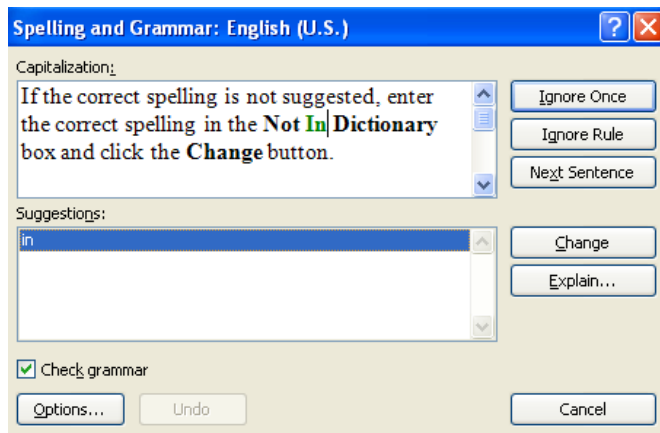 Spelling and Grammar: English (U.S.)
Capitalization:
If the correct spelling is not suggested, enter
the correct spelling in the Not In Dictionary
box and click the Change button.
Ignore Once
Ignore Rule
Next Sentence
Suggestions:
in
Change
Explain...
Check grammar
Options...
Undo
Cancel